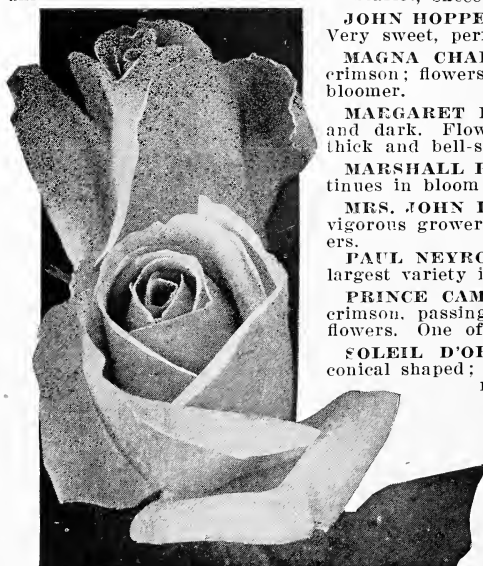 JOHN HOPPE
Very sweet, per
MAGNA CHA
crimson; flowers
bloomer.
MARGARET
and dark. Flow
thick and bell-s
MARSHALL
tinues in bloom
MRS. JOHN
vigorous grower
ers.
PAUL NEYRO
largest variety i
PRINCE CAM
crimson, passing
flowers. One of
SOLEIL D'O
conical shaped;